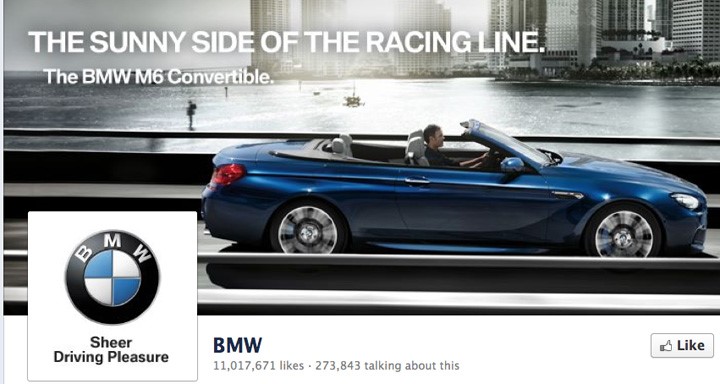 THE SUNNY SIDE OF THE RACING LINE.
The BMW M6 Convertible.
BMW
Sheer
Driving Pleasure
BMW
11,017,671 likes · 273,843 talking about this
Like